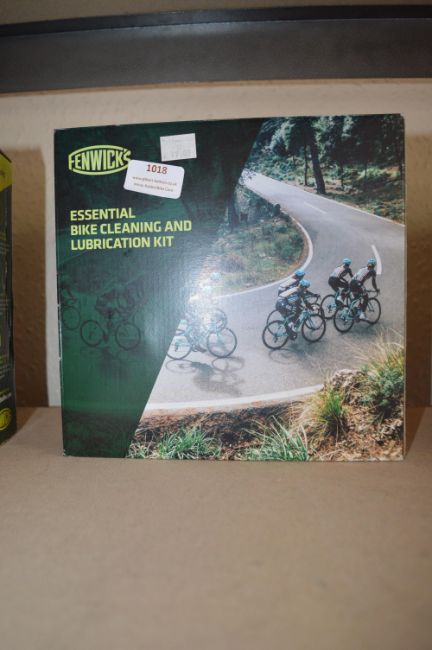 FENWICK'S
1018
ESSENTIAL
BIKE CLEANING AND
LUBRICATION KIT